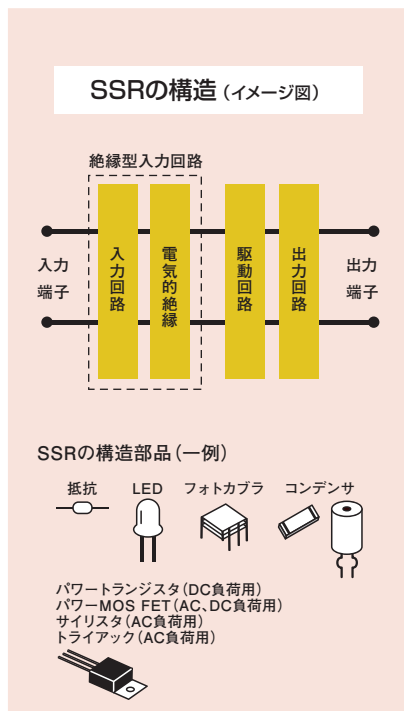 SSRの構造（イメージ図）
絶縁型入力回路
入力
端子
入力回路
電気的絶縁
駆動回路
出力回路
出力
端子
SSRの構造部品（一例）
抵抗 LED フォトカプラ コンデンサ
パワートランジスタ（DC負荷用）
パワーMOS FET（AC、DC負荷用）
サイリスタ（AC負荷用）
トライアック（AC負荷用）